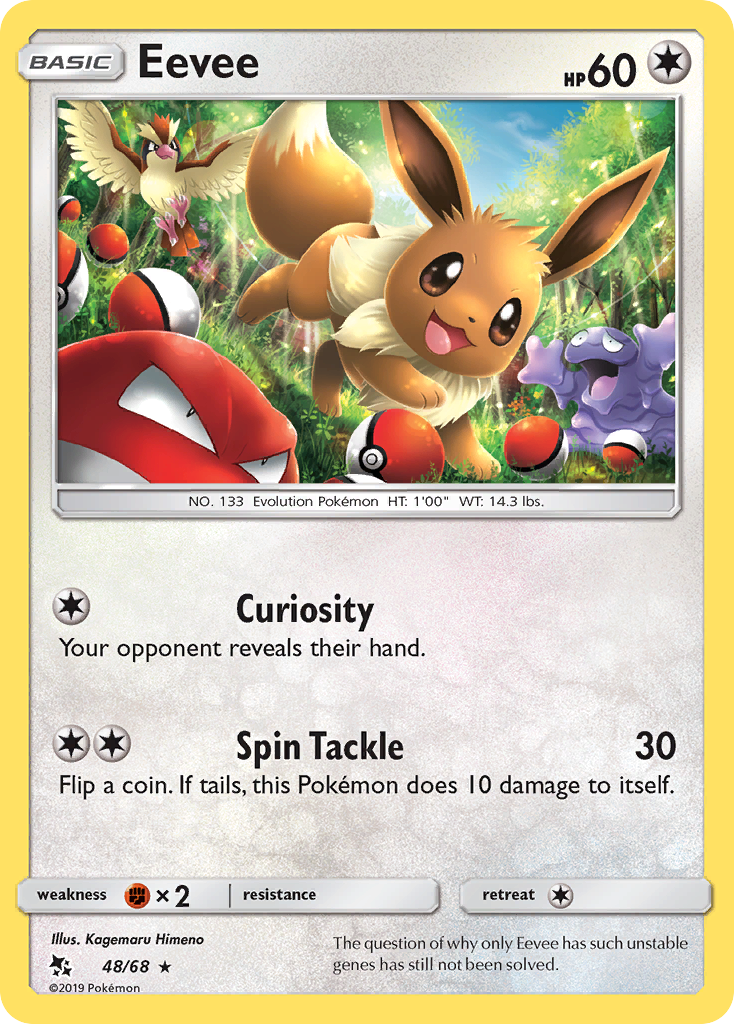 BASIC Eevee HP60
NO. 133 Evolution Pokémon HT: 1'00" WT: 14.3 lbs.
Curiosity
Your opponent reveals their hand.
Spin Tackle 30
Flip a coin. If tails, this Pokémon does 10 damage to itself.
weakness ×2 resistance retreat
Illus. Kagemaru Himeno
48/68 ★
©2019 Pokémon
The question of why only Eevee has such unstable
genes has still not been solved.